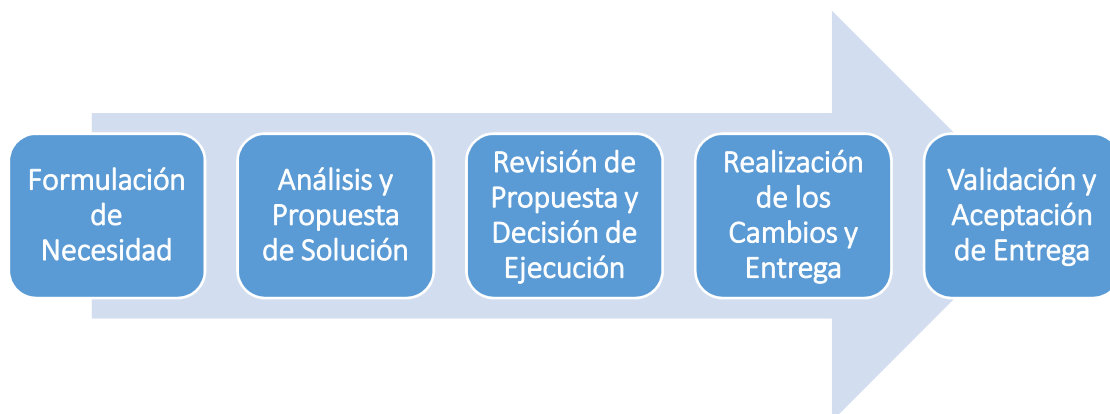 Formulación
de
Necesidad
Análisis y
Propuesta
de Solución
Revisión de
Propuesta y
Decisión de
Ejecución
Realización
de los
Cambios y
Entrega
Validación y
Aceptación
de Entrega